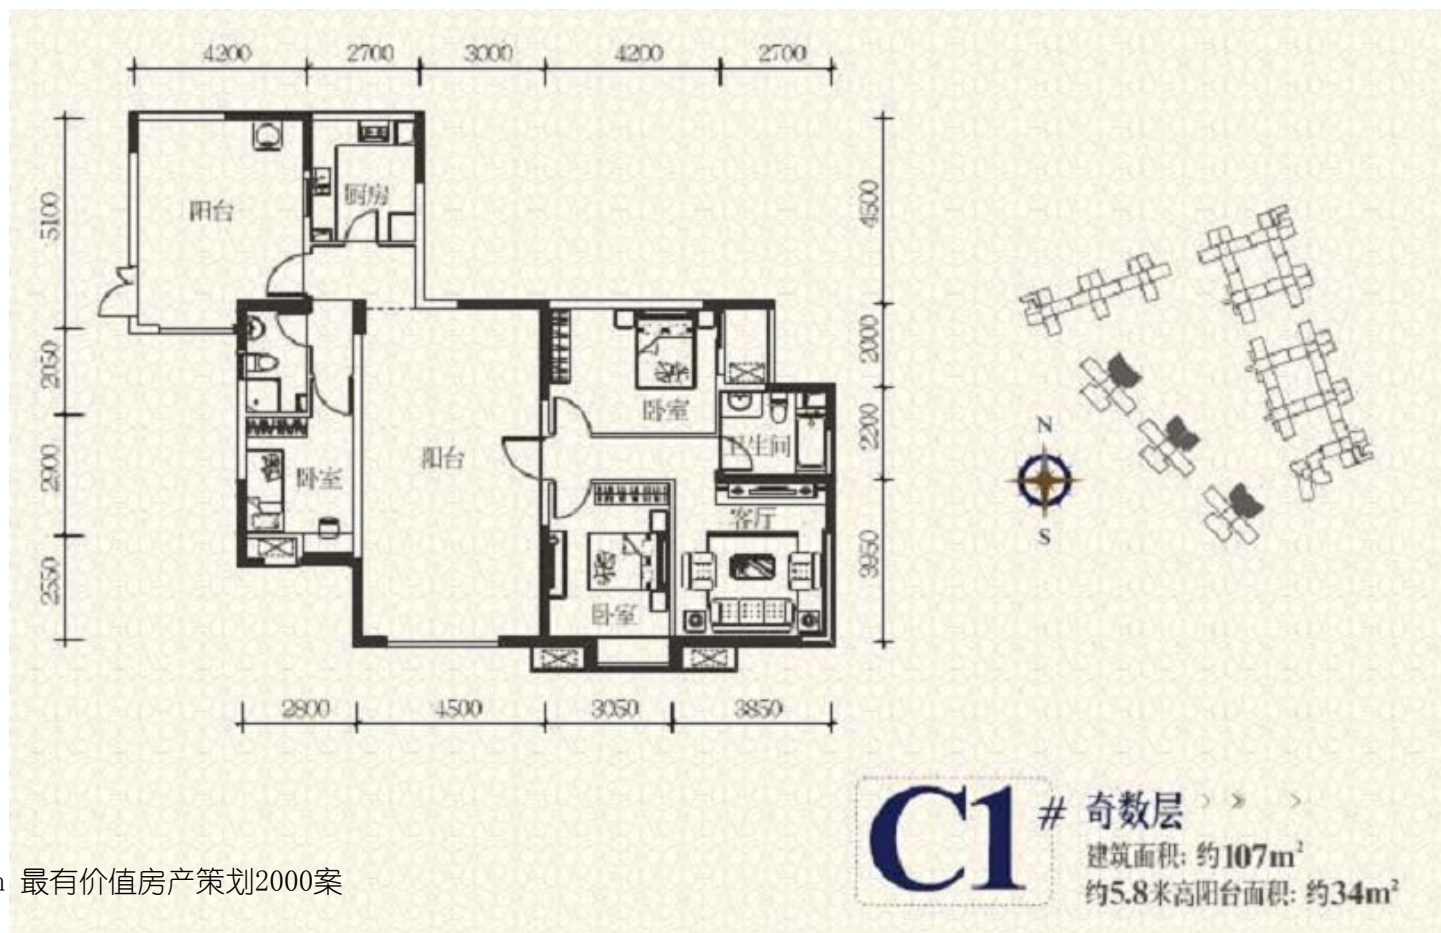 4200 2700 3000 4200 2700
5100
2050
2000
2550
4500
2000
2200
3950
阳台
厨房
卧室
卫生间
阳台
卧室
客厅
卧室
N
S
2800 4500 3050 3850
C1# 奇数层
建筑面积: 约107m²
约5.8米高阳台面积: 约34m²
最有价值房产策划2000案